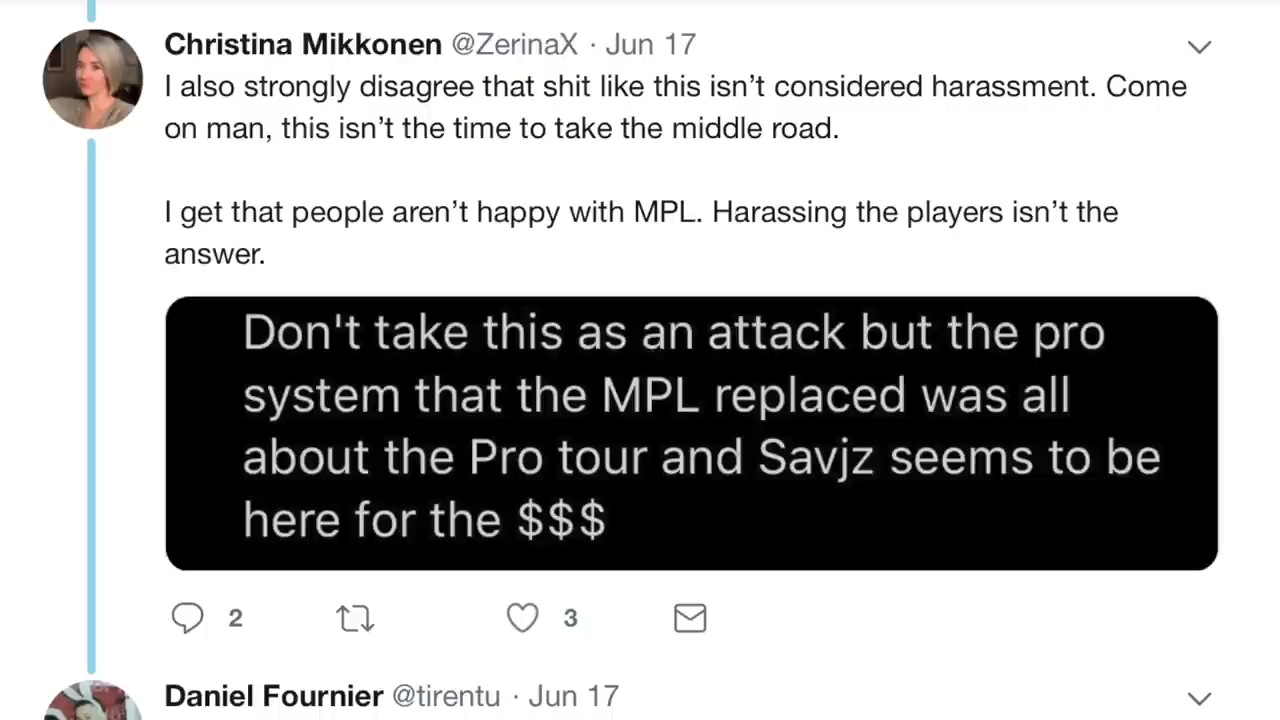 Christina Mikkonen @ZerinaX · Jun 17
I also strongly disagree that shit like this isn’t considered harassment. Come
on man, this isn’t the time to take the middle road.
I get that people aren’t happy with MPL. Harassing the players isn’t the
answer.
Don't take this as an attack but the pro
system that the MPL replaced was all
about the Pro tour and Savjz seems to be
here for the $$$
2 3
Daniel Fournier @tirentu · Jun 17